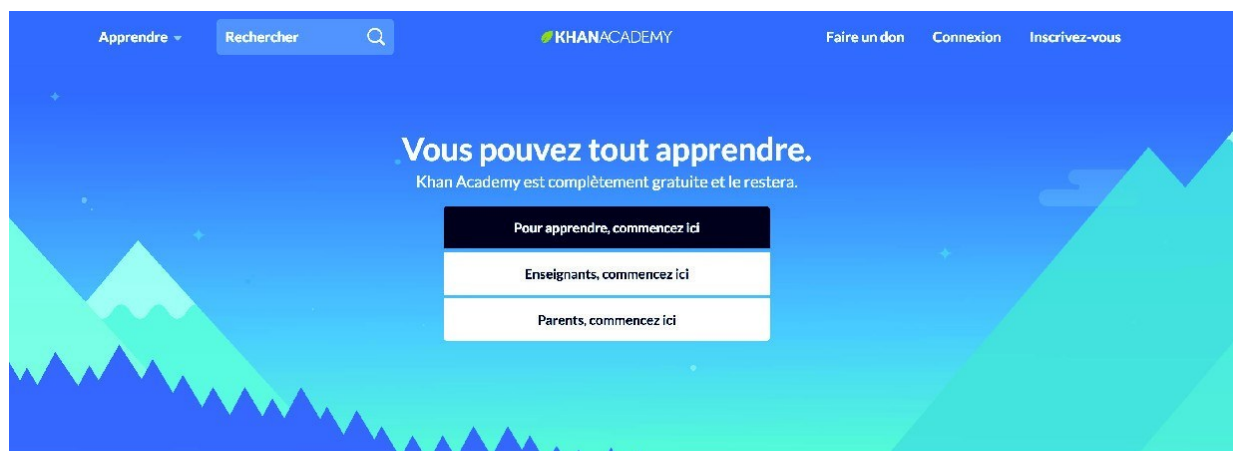 Apprendre
Rechercher
KHANACADEMY
Faire un don
Connexion
Inscrivez-vous
Vous pouvez tout apprendre.
Khan Academy est complètement gratuite et le restera.
Pour apprendre, commencez ici
Enseignants, commencez ici
Parents, commencez ici